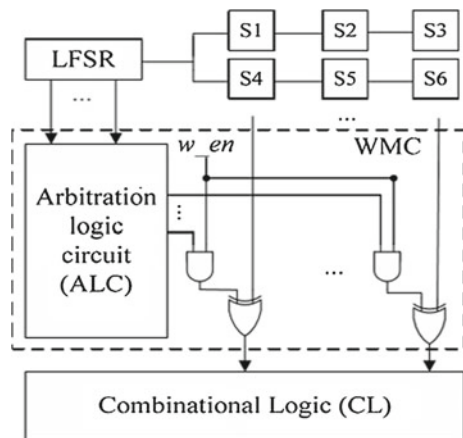 S1 S2 S3
LFSR
S4 S5 S6
...
...
w_en WMC
Arbitration
logic
circuit
(ALC)
...
...
Combinational Logic (CL)